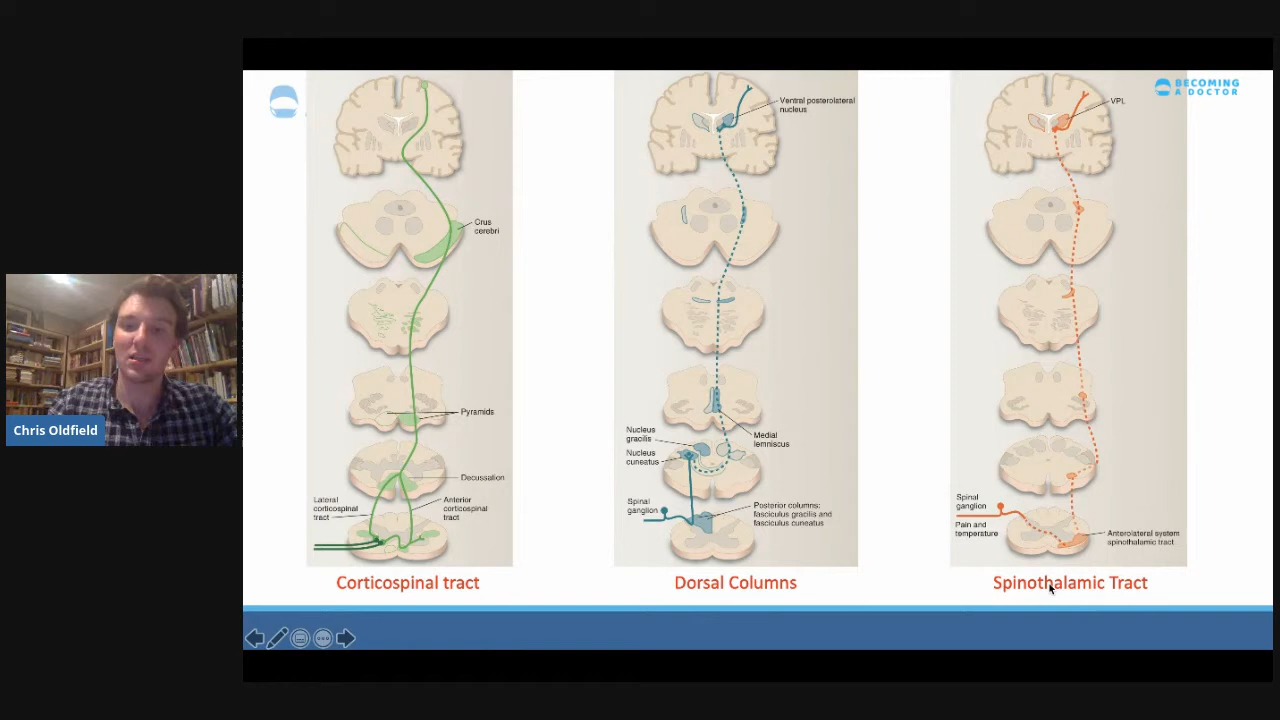 BECOMING
A DOCTOR
Crus
cerebri
Pyramids
Decussation
Lateral
corticospinal
tract
Anterior
corticospinal
tract
Corticospinal tract
Ventral posterolateral
nucleus
Nucleus
gracilis
Nucleus
cuneatus
Medial
lemniscus
Spinal
ganglion
Posterior columns:
fasciculus gracilis and
fasciculus cuneatus
Dorsal Columns
VPL
Spinal
ganglion
Pain and
temperature
Anterolateral system
spinothalamic tract
Spinothalamic Tract
Chris Oldfield